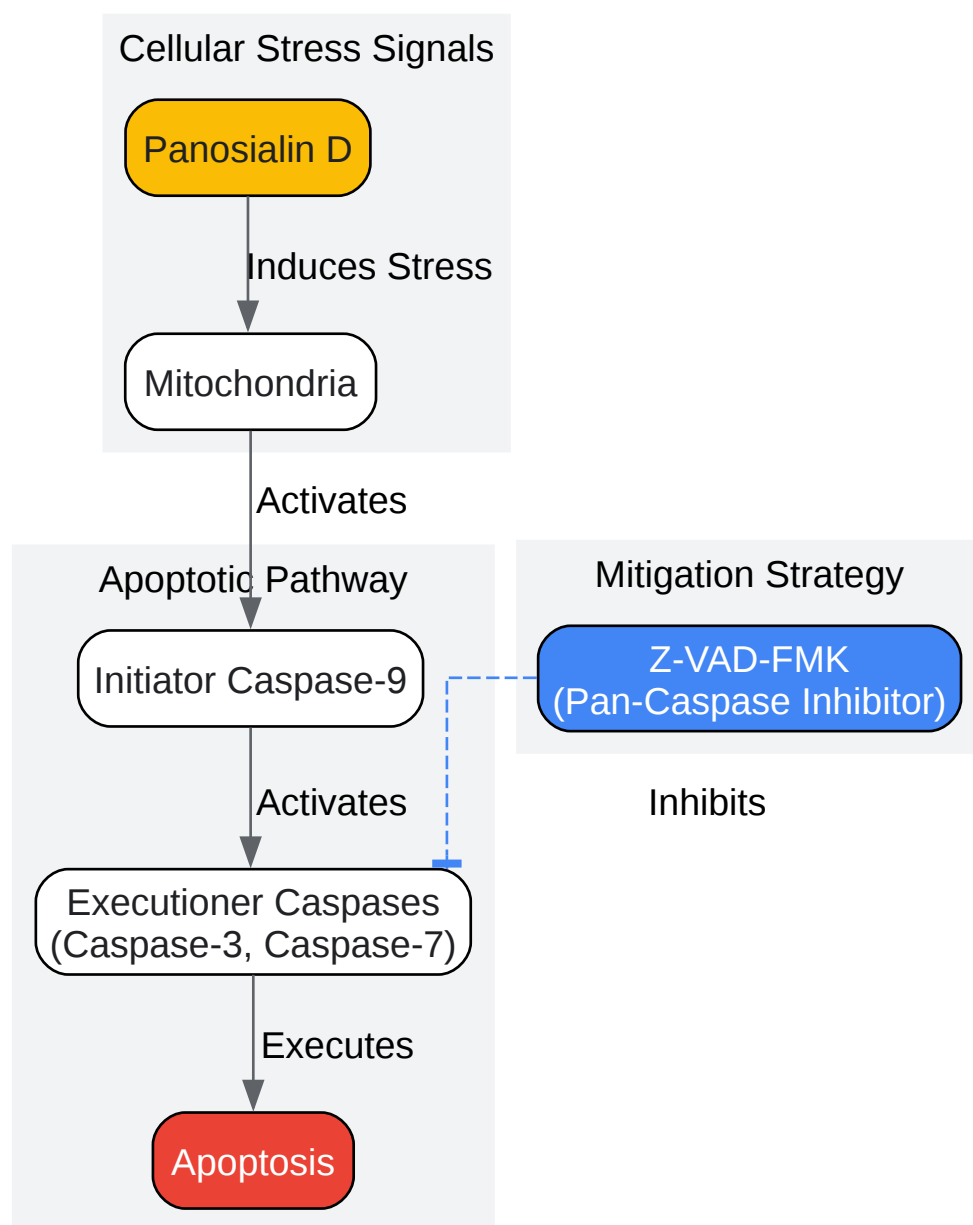 Cellular Stress Signals
Panosialin D
Induces Stress
Mitochondria
Activates
Apoptotic Pathway
Initiator Caspase-9
Activates
Executioner Caspases
(Caspase-3, Caspase-7)
Executes
Apoptosis
Mitigation Strategy
Z-VAD-FMK
(Pan-Caspase Inhibitor)
Inhibits